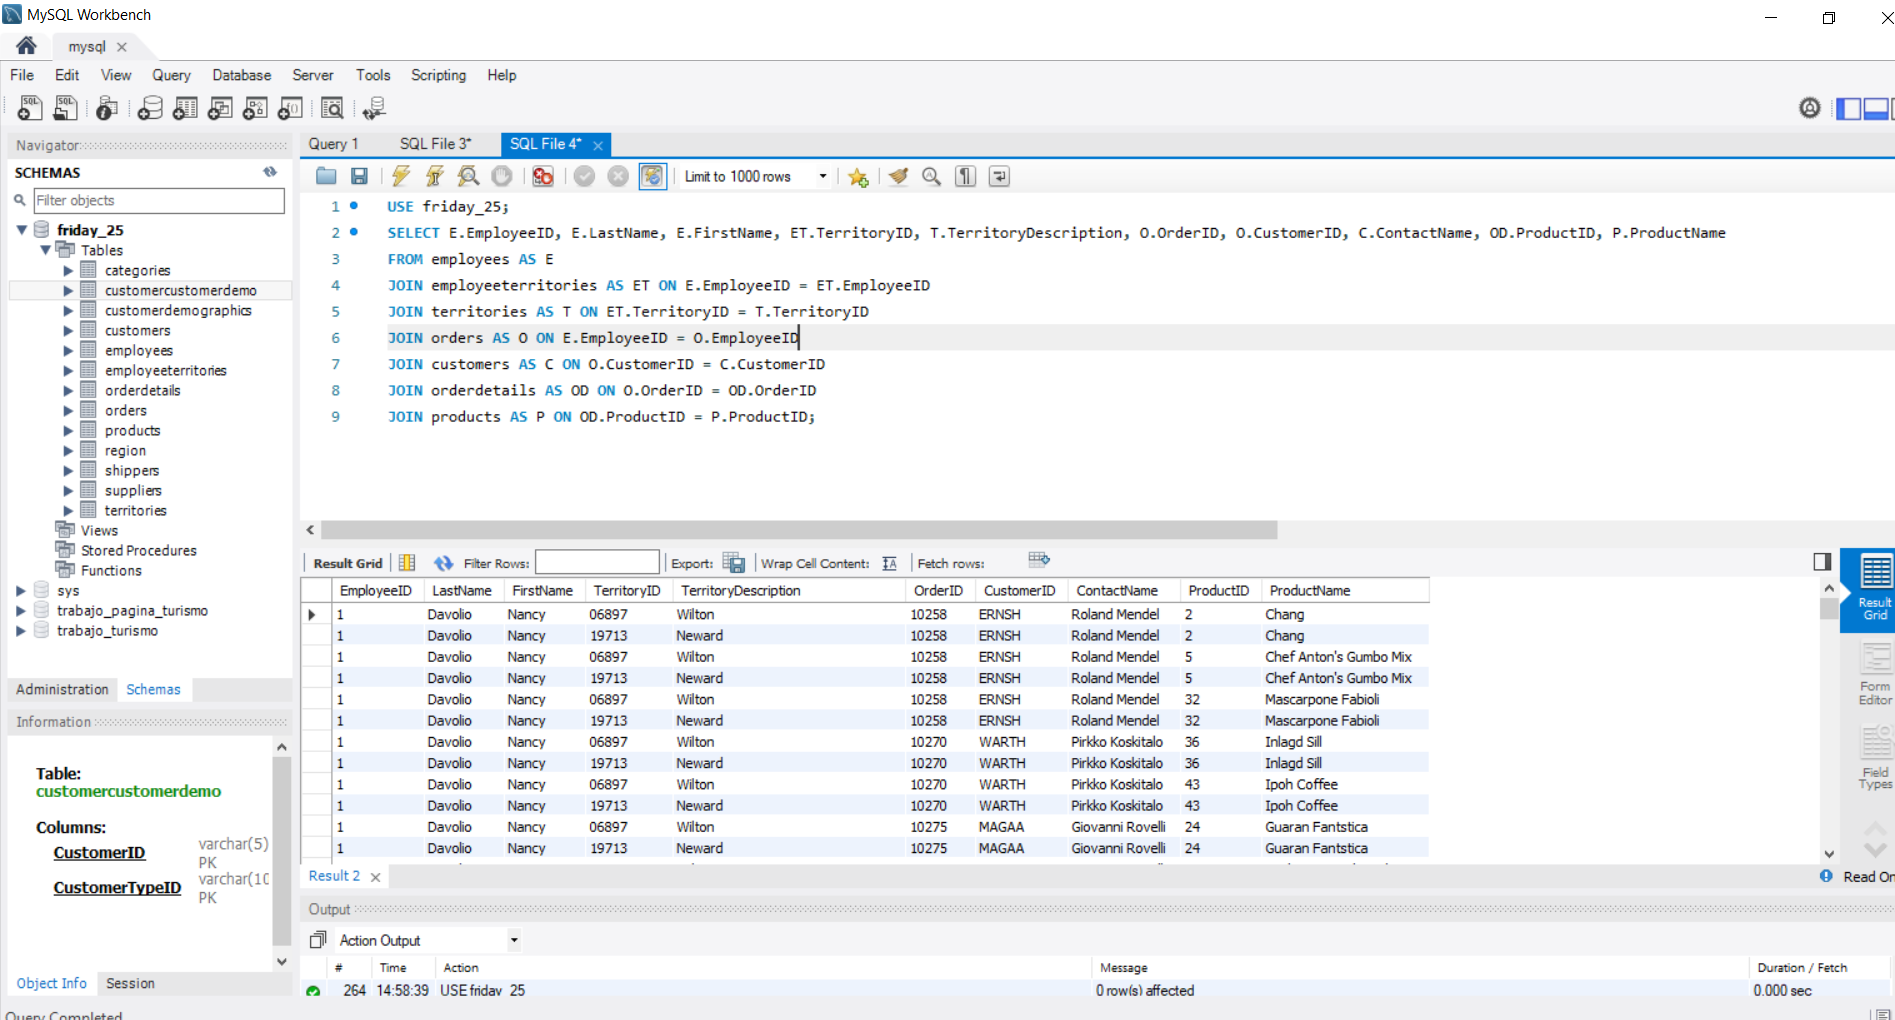 MySQL Workbench
mysql
File Edit View Query Database Server Tools Scripting Help
Navigator
SCHEMAS
Filter objects
friday_25
Tables
categories
customercustomerdemo
customerdemographics
customers
employees
employeeterritories
orderdetails
orders
products
region
shippers
suppliers
territories
Views
Stored Procedures
Functions
sys
trabajo_pagina_turismo
trabajo_turismo
Administration Schemas
Information
Table:
customercustomerdemo
Columns:
CustomerID varchar(5)
PK
CustomerTypeID varchar(10
PK
Object Info Session
Query 1 SQL File 3* SQL File 4*
Limit to 1000 rows
1 USE friday_25;
2 SELECT E.EmployeeID, E.LastName, E.FirstName, ET.TerritoryID, T.TerritoryDescription, O.OrderID, O.CustomerID, C.ContactName, OD.ProductID, P.ProductName
3 FROM employees AS E
4 JOIN employeeterritories AS ET ON E.EmployeeID = ET.EmployeeID
5 JOIN territories AS T ON ET.TerritoryID = T.TerritoryID
6 JOIN orders AS O ON E.EmployeeID = O.EmployeeID
7 JOIN customers AS C ON O.CustomerID = C.CustomerID
8 JOIN orderdetails AS OD ON O.OrderID = OD.OrderID
9 JOIN products AS P ON OD.ProductID = P.ProductID;
Result Grid Filter Rows: Export: Wrap Cell Content: Fetch rows:
EmployeeID LastName FirstName TerritoryID TerritoryDescription OrderID CustomerID ContactName ProductID ProductName
1 Davolio Nancy 06897 Wilton 10258 ERNSH Roland Mendel 2 Chang
1 Davolio Nancy 19713 Neward 10258 ERNSH Roland Mendel 2 Chang
1 Davolio Nancy 06897 Wilton 10258 ERNSH Roland Mendel 5 Chef Anton's Gumbo Mix
1 Davolio Nancy 19713 Neward 10258 ERNSH Roland Mendel 5 Chef Anton's Gumbo Mix
1 Davolio Nancy 06897 Wilton 10258 ERNSH Roland Mendel 32 Mascarpone Fabioli
1 Davolio Nancy 19713 Neward 10258 ERNSH Roland Mendel 32 Mascarpone Fabioli
1 Davolio Nancy 06897 Wilton 10270 WARTH Pirkko Koskitalo 36 Inlagd Sill
1 Davolio Nancy 19713 Neward 10270 WARTH Pirkko Koskitalo 36 Inlagd Sill
1 Davolio Nancy 06897 Wilton 10270 WARTH Pirkko Koskitalo 43 Ipoh Coffee
1 Davolio Nancy 19713 Neward 10270 WARTH Pirkko Koskitalo 43 Ipoh Coffee
1 Davolio Nancy 06897 Wilton 10275 MAGAA Giovanni Rovelli 24 Guaran Fantstica
1 Davolio Nancy 19713 Neward 10275 MAGAA Giovanni Rovelli 24 Guaran Fantstica
Result
Grid
Form
Editor
Field
Types
Result 2 Read On
Output
Action Output
# Time Action Message Duration / Fetch
264 14:58:39 USE friday_25 0 row(s) affected 0.000 sec
Query Completed